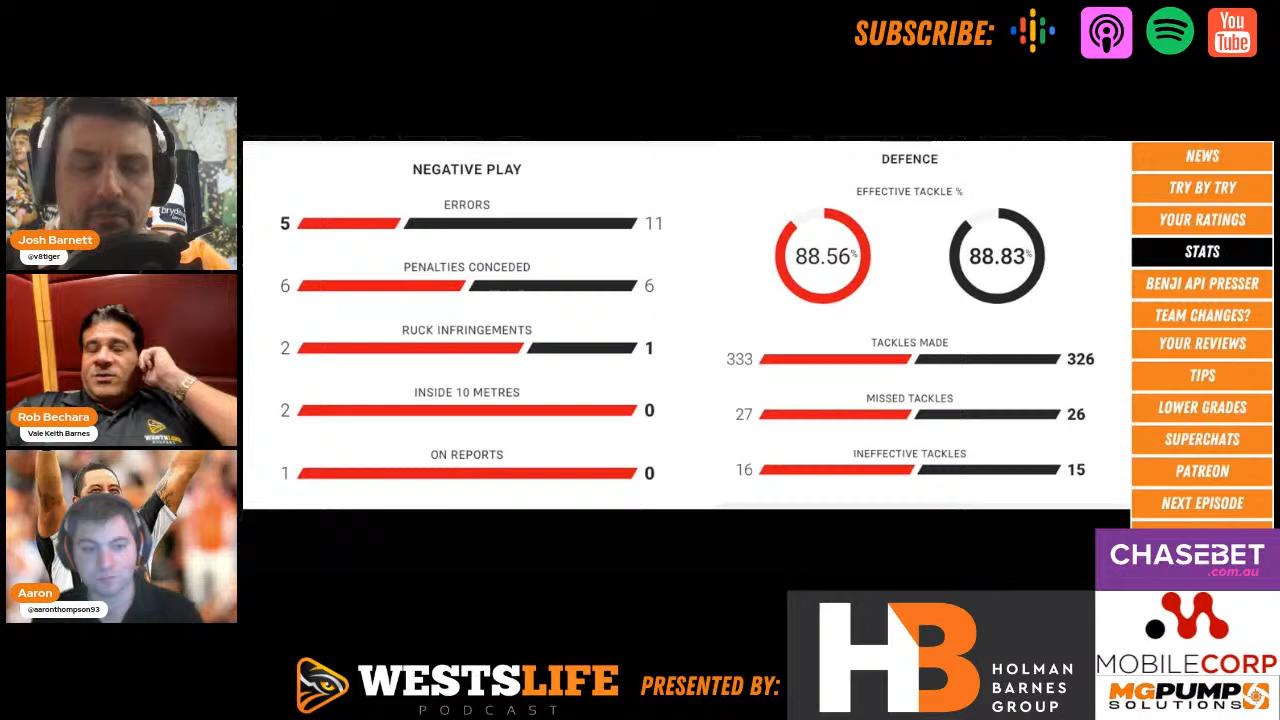 SUBSCRIBE:
You
Tube
Josh Barnett
@v8tiger
Rob Bechara
Vale Keith Barnes
WESTSLIFE
Aaron
@aaronthompson93
NEGATIVE PLAY
ERRORS
5 11
PENALTIES CONCEDED
6 6
RUCK INFRINGEMENTS
2 1
INSIDE 10 METRES
2 0
ON REPORTS
1 0
DEFENCE
EFFECTIVE TACKLE %
88.56% 88.83%
TACKLES MADE
333 326
MISSED TACKLES
27 26
INEFFECTIVE TACKLES
16 15
NEWS
TRY BY TRY
YOUR RATINGS
STATS
BENJI API PRESSER
TEAM CHANGES?
YOUR REVIEWS
TIPS
LOWER GRADES
SUPERCHATS
PATREON
NEXT EPISODE
CHASEBET
.com.au
WESTSLIFE
PODCAST
PRESENTED BY:
HB
HOLMAN
BARNES
GROUP
MOBILECORP
MGPUMP
SOLUTIONS